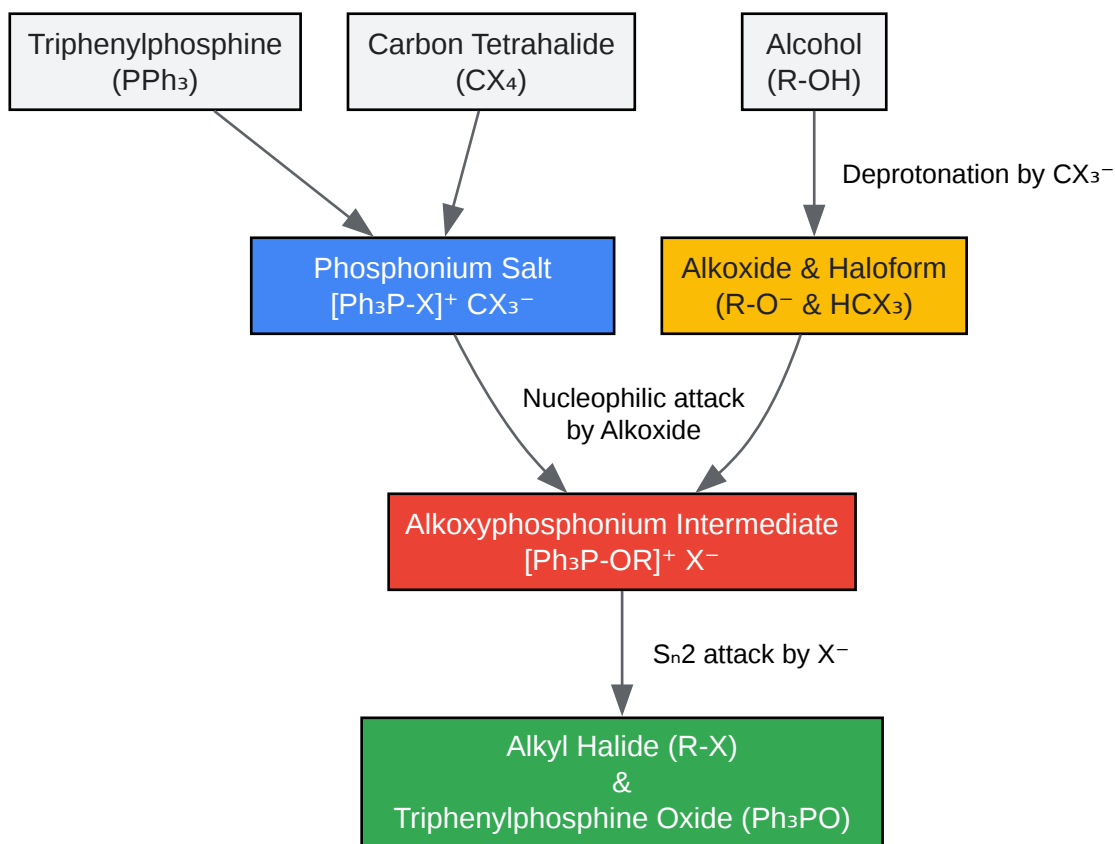 Triphenylphosphine
(PPh₃)
Carbon Tetrahalide
(CX₄)
Alcohol
(R-OH)
Deprotonation by CX₃⁻
Phosphonium Salt
[Ph₃P-X]⁺ CX₃⁻
Alkoxide & Haloform
(R-O⁻ & HCX₃)
Nucleophilic attack
by Alkoxide
Alkoxyphosphonium Intermediate
[Ph₃P-OR]⁺ X⁻
Sₙ2 attack by X⁻
Alkyl Halide (R-X)
&
Triphenylphosphine Oxide (Ph₃PO)